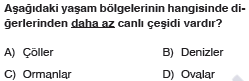 Aşağıdaki yaşam bölgelerinin hangisinde di-
ğerlerinden daha az canlı çeşidi vardır?
A) Çöller B) Denizler
C) Ormanlar D) Ovalar